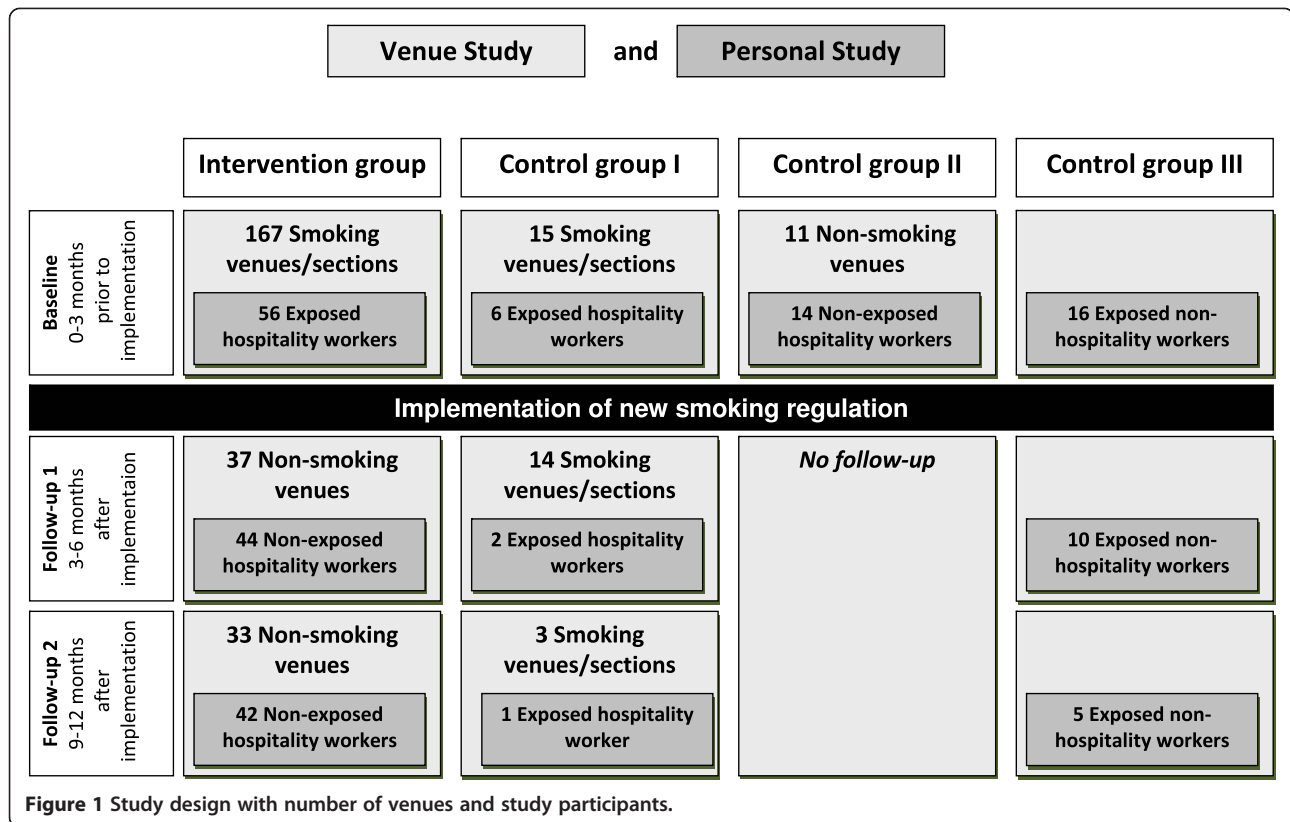 Venue Study and Personal Study
Intervention group
Control group I
Control group II
Control group III
Baseline
0-3 months
prior to
implementation
167 Smoking
venues/sections
56 Exposed
hospitality workers
15 Smoking
venues/sections
6 Exposed hospitality
workers
11 Non-smoking
venues
14 Non-exposed
hospitality workers
16 Exposed non-
hospitality workers
Implementation of new smoking regulation
Follow-up 1
3-6 months
after
implementaion
37 Non-smoking
venues
44 Non-exposed
hospitality workers
14 Smoking
venues/sections
2 Exposed hospitality
workers
No follow-up
10 Exposed non-
hospitality workers
Follow-up 2
9-12 months
after
implementation
33 Non-smoking
venues
42 Non-exposed
hospitality workers
3 Smoking
venues/sections
1 Exposed hospitality
worker
5 Exposed non-
hospitality workers
Figure 1 Study design with number of venues and study participants.